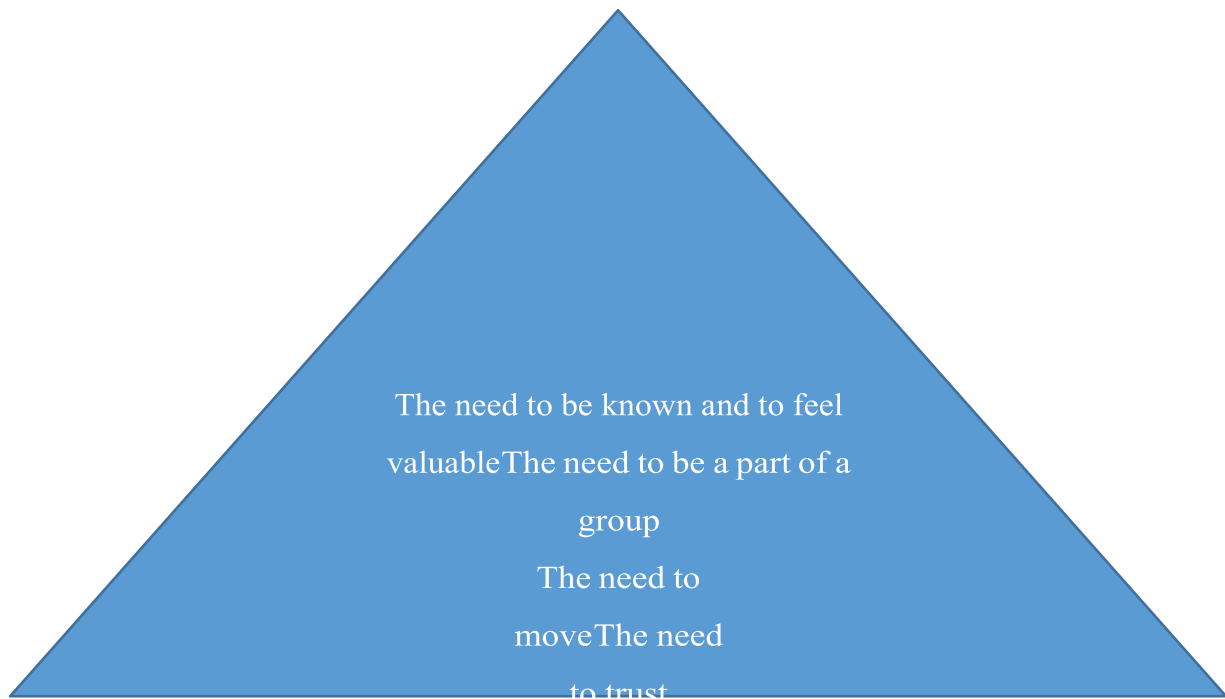 The need to be known and to feel
valuableThe need to be a part of a
group
The need to
moveThe need
to trust